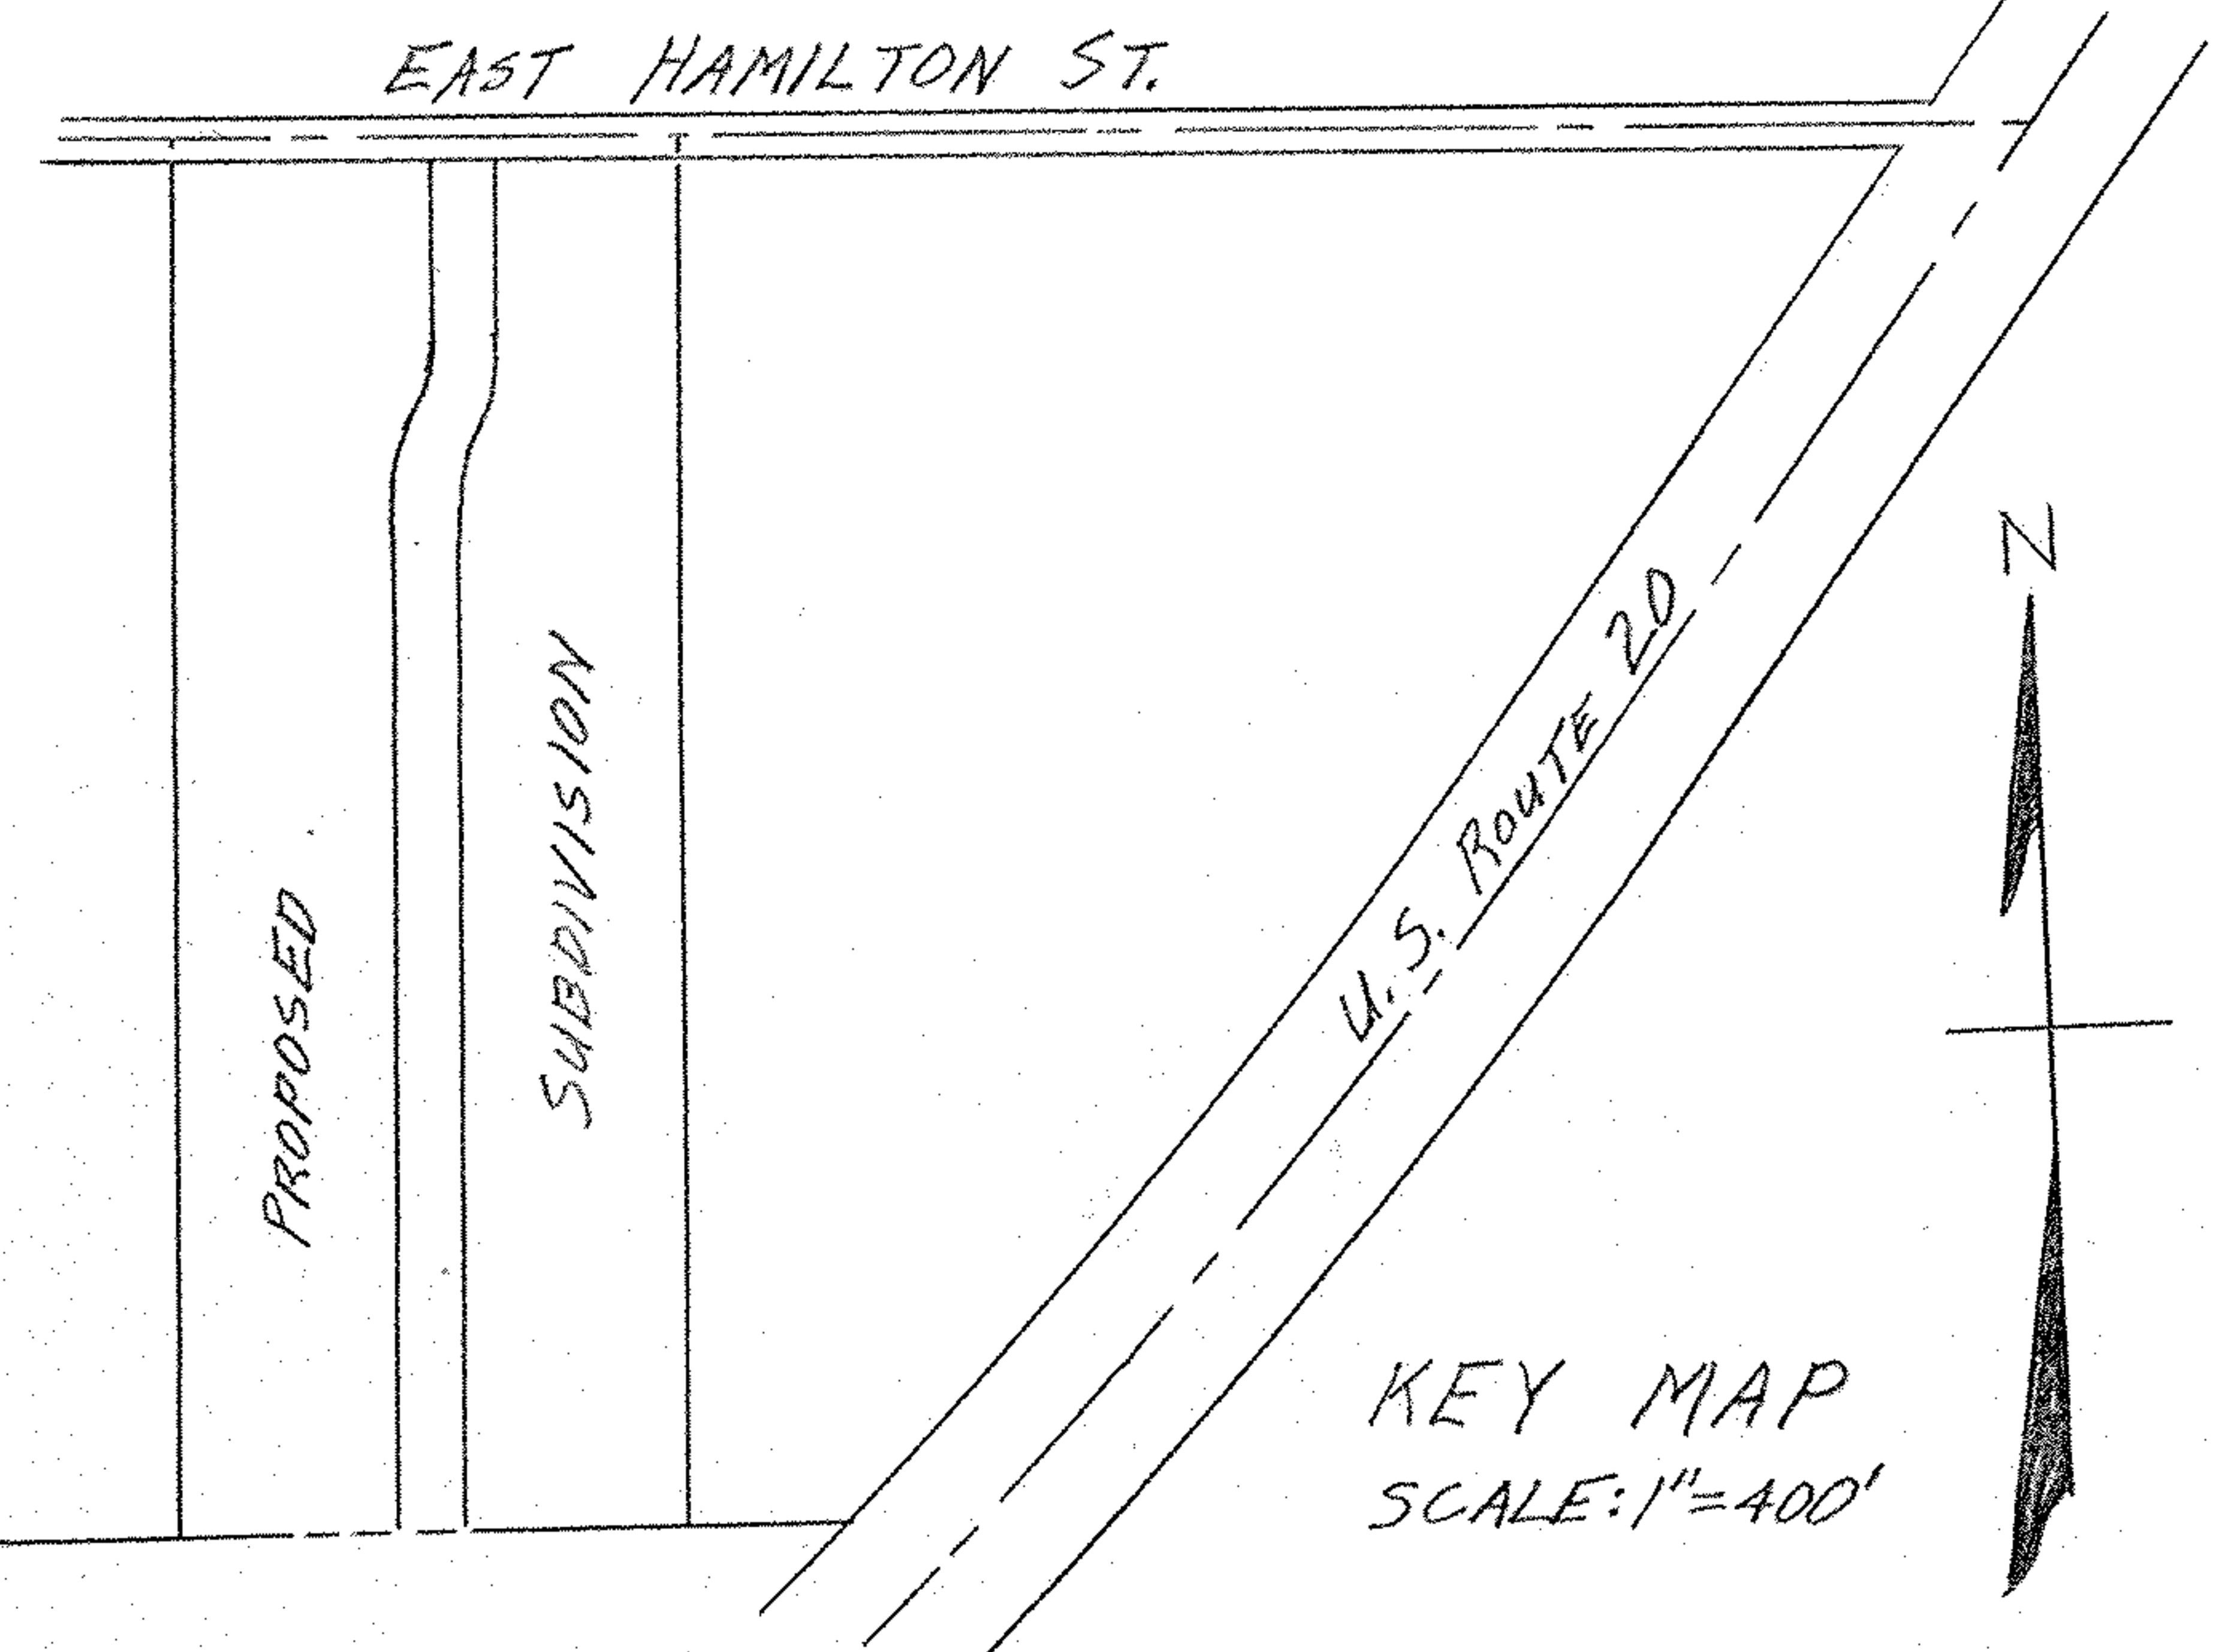 EAST HAMILTON ST.
PROPOSED
SUBDIVISION
U.S. ROUTE 20
N
KEY MAP
SCALE: 1"=400'